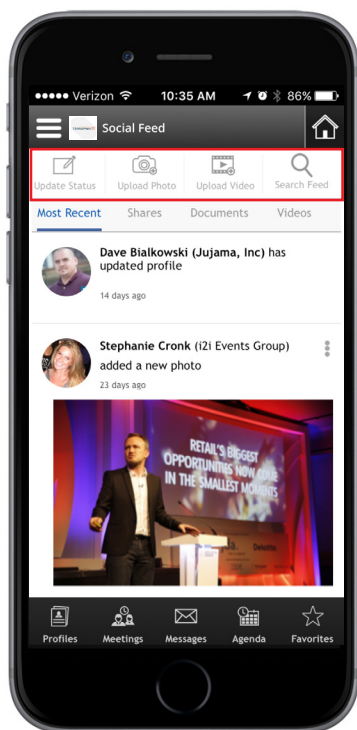 Verizon 10:35 AM 86%
Social Feed
Update Status Upload Photo Upload Video Search Feed
Most Recent Shares Documents Videos
Dave Bialkowski (Jujama, Inc) has
updated profile
14 days ago
Stephanie Cronk (i2i Events Group)
added a new photo
23 days ago
RETAIL'S BIGGEST
OPPORTUNITIES NOW COME
IN THE SMALLEST MOMENTS
Deloitte.
Profiles Meetings Messages Agenda Favorites